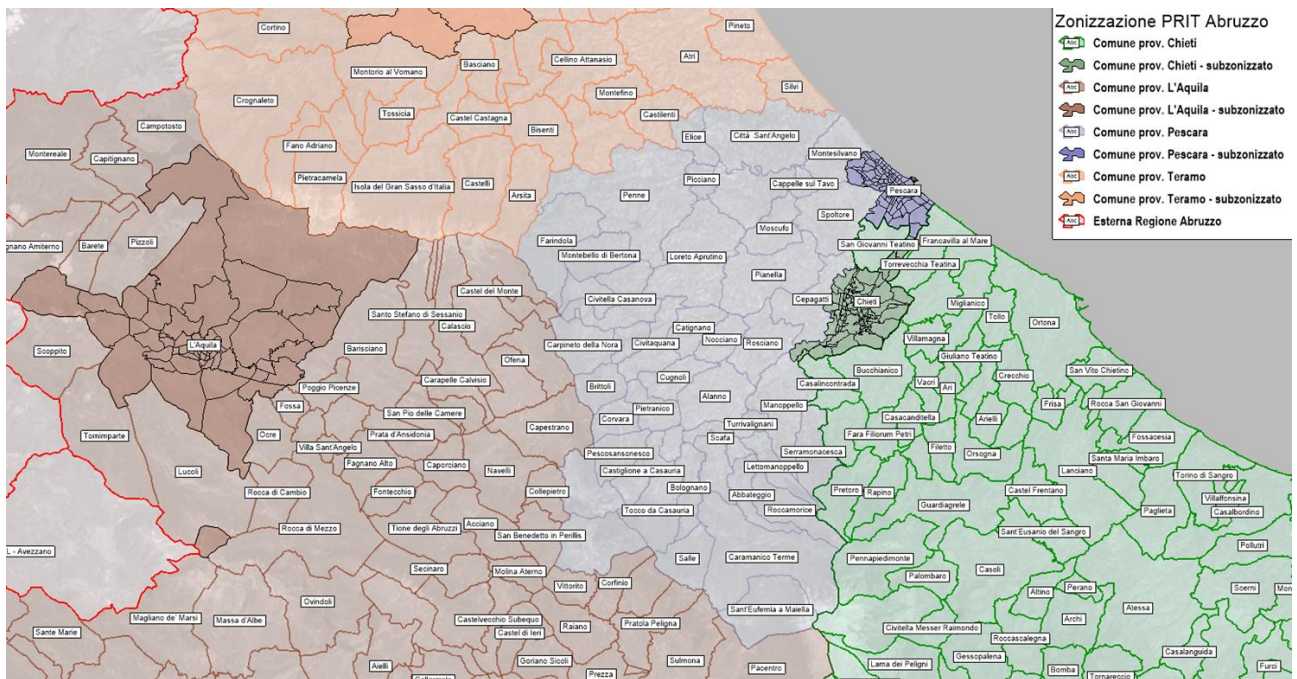 Zonizzazione PRIT Abruzzo
Abc Comune prov. Chieti
Comune prov. Chieti - subzonizzato
Abc Comune prov. L'Aquila
Comune prov. L'Aquila - subzonizzato
Abc Comune prov. Pescara
Comune prov. Pescara - subzonizzato
Abc Comune prov. Teramo
Comune prov. Teramo - subzonizzato
Abc Esterna Regione Abruzzo
Cortino
Pineto
Basciano
Cellino Attanasio
Atri
Montorio al Vomano
Silvi
Crognaleto
Montefino
Tossicia
Castel Castagna
Castilenti
Campotosto
Bisenti
Elice
Città Sant'Angelo
Fano Adriano
Montereale
Capitignano
Montesilvano
Pietracamela
Picciano
Isola del Gran Sasso d'Italia
Castelli
Cappelle sul Tavo
Pescara
Arsita
Penne
Spoltore
Moscufo
gnano Amiterno
Barete
Pizzoli
Farindola
San Giovanni Teatino
Francavilla al Mare
Montebello di Bertona
Loreto Aprutino
Torrevecchia Teatina
Pianella
Castel del Monte
Civitella Casanova
Cepagatti
Chieti
Miglianico
Santo Stefano di Sessanio
Tollo
Ortona
Calascio
Catignano
L'Aquila
Barisciano
Carpineto della Nora
Civitaquana
Nocciano
Rosciano
Villamagna
Scoppito
Ofena
Giuliano Teatino
Bucchianico
San Vito Chietino
Poggio Picenze
Carapelle Calvisio
Brittoli
Cugnoli
Casalincontrada
Vacri
Ari
Crecchio
Alanno
Fossa
San Pio delle Camere
Corvara
Pietranico
Manoppello
Frisa
Rocca San Giovanni
Casacanditella
Arielli
Tornimparte
Ocre
Prata d'Ansidonia
Capestrano
Turrivalignani
Fara Filiorum Petri
Fossacesia
Villa Sant'Angelo
Scafa
Filetto
Pescosansonesco
Serramonacesca
Orsogna
Santa Maria Imbaro
Lucoli
Fagnano Alto
Caporciano
Navelli
Castiglione a Casauria
Lettomanoppello
Lanciano
Torino di Sangro
Rocca di Cambio
Fontecchio
Collepietro
Bolognano
Abbateggio
Pretoro
Rapino
Castel Frentano
Villalfonsina
Guardiagrele
Tocco da Casauria
Roccamorice
Paglieta
Casalbordino
Rocca di Mezzo
Tione degli Abruzzi
Acciano
San Benedetto in Perillis
Sant'Eusanio del Sangro
Pollutri
L - Avezzano
Salle
Caramanico Terme
Pennapiedimonte
Secinaro
Molina Aterno
Casoli
Palombaro
Vittorito
Corfinio
Altino
Perano
Scerni
Mon
Ovindoli
Sant'Eufemia a Maiella
Atessa
Magliano de' Marsi
Massa d'Albe
Castelvecchio Subequo
Raiano
Pratola Peligna
Archi
Sante Marie
Castel di Ieri
Civitella Messer Raimondo
Roccascalegna
Casalanguida
Aielli
Goriano Sicoli
Sulmona
Pacentro
Lama dei Peligni
Gessopalena
Bomba
Furci
Prezza
Tornareccio